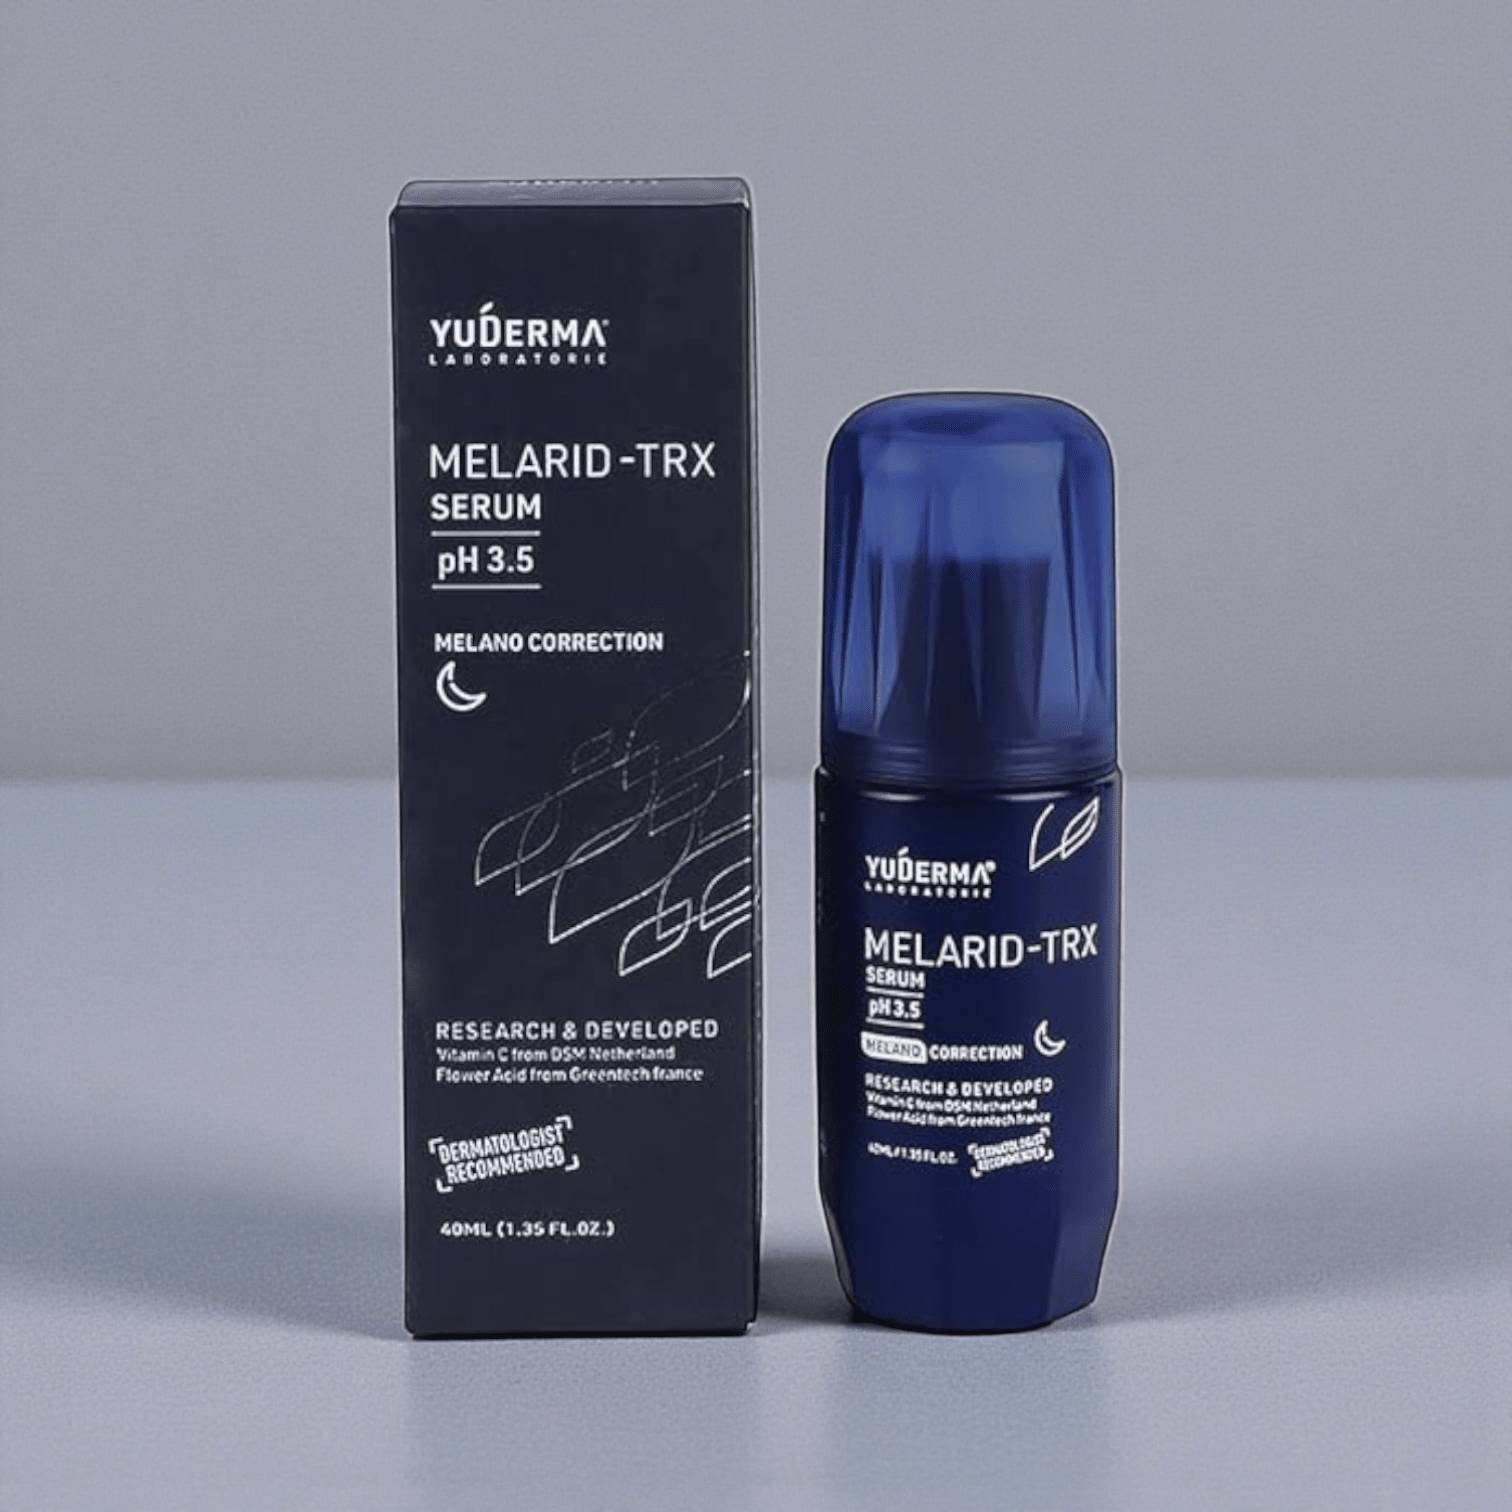 YUDERMA®
LABORATORIE
MELARID-TRX
SERUM
pH 3.5
MELANO CORRECTION
RESEARCH & DEVELOPED
Vitamin C from DSM Netherland
Flower Acid from Greentech france
DERMATOLOGIST
RECOMMENDED
40ML (1.35 FL.OZ.)
YUDERMA®
LABORATORIE
MELARID-TRX
SERUM
pH 3.5
MELANO CORRECTION
RESEARCH & DEVELOPED
Vitamin C from DSM Netherland
Flower Acid from Greentech france
40ML / 1.35 FL.OZ.
DERMATOLOGIST
RECOMMENDED